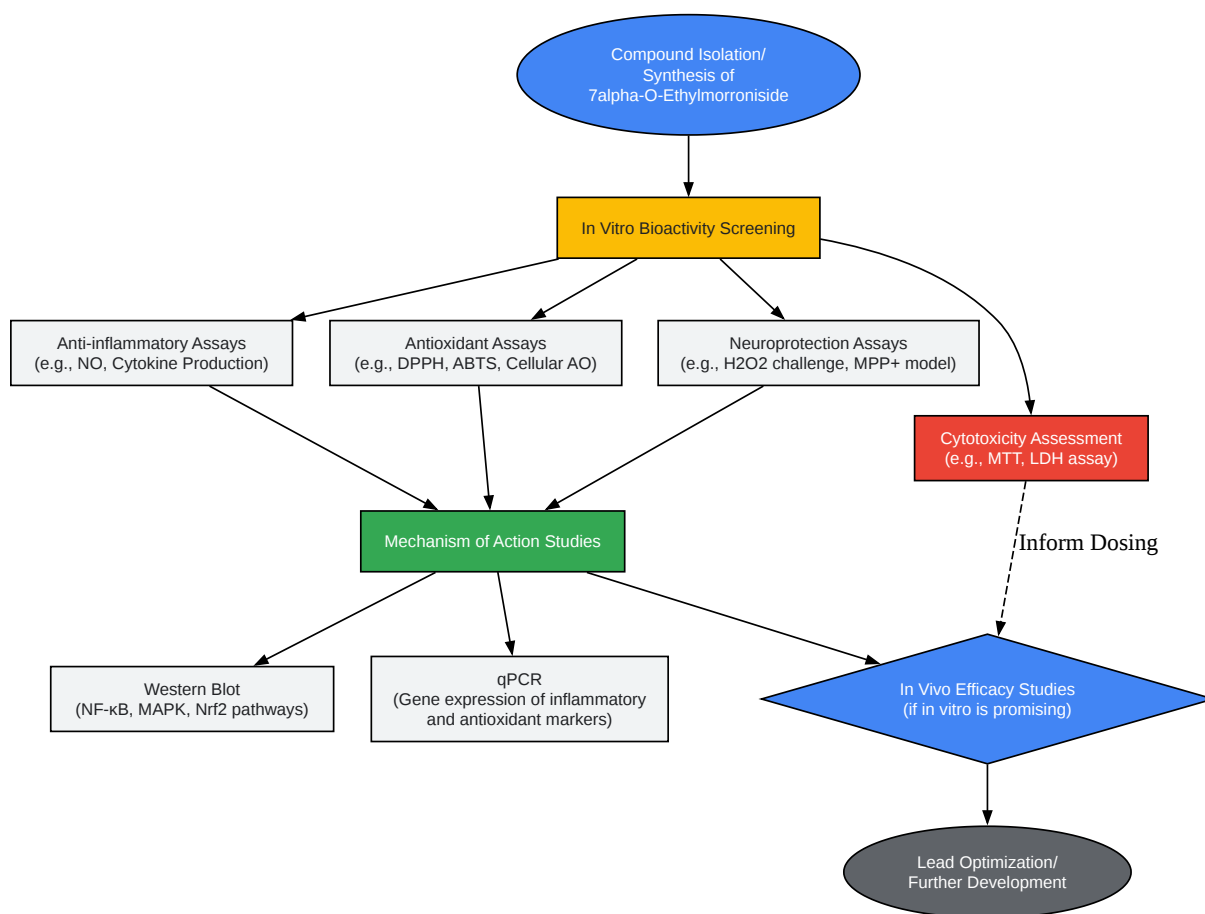 Compound Isolation/
Synthesis of
7alpha-O-Ethylmorroniside
In Vitro Bioactivity Screening
Anti-inflammatory Assays
(e.g., NO, Cytokine Production)
Antioxidant Assays
(e.g., DPPH, ABTS, Cellular AO)
Neuroprotection Assays
(e.g., H2O2 challenge, MPP+ model)
Cytotoxicity Assessment
(e.g., MTT, LDH assay)
Mechanism of Action Studies
Inform Dosing
Western Blot
(NF-κB, MAPK, Nrf2 pathways)
qPCR
(Gene expression of inflammatory
and antioxidant markers)
In Vivo Efficacy Studies
(if in vitro is promising)
Lead Optimization/
Further Development